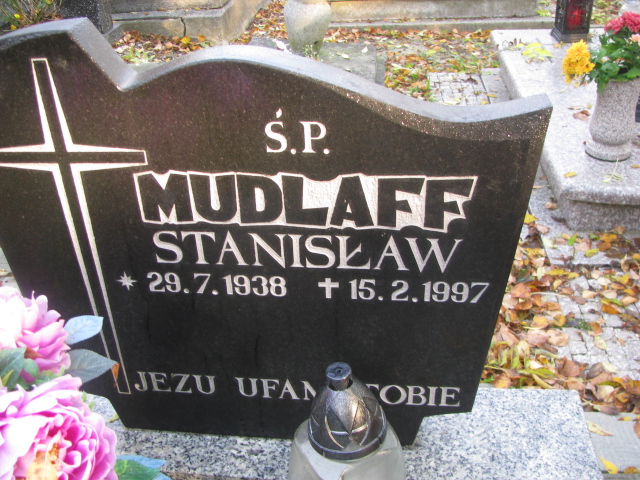 Ś.P.
MUDLAFF
STANISŁAW
* 29.7.1938 ✝ 15.2.1997
JEZU UFAM TOBIE